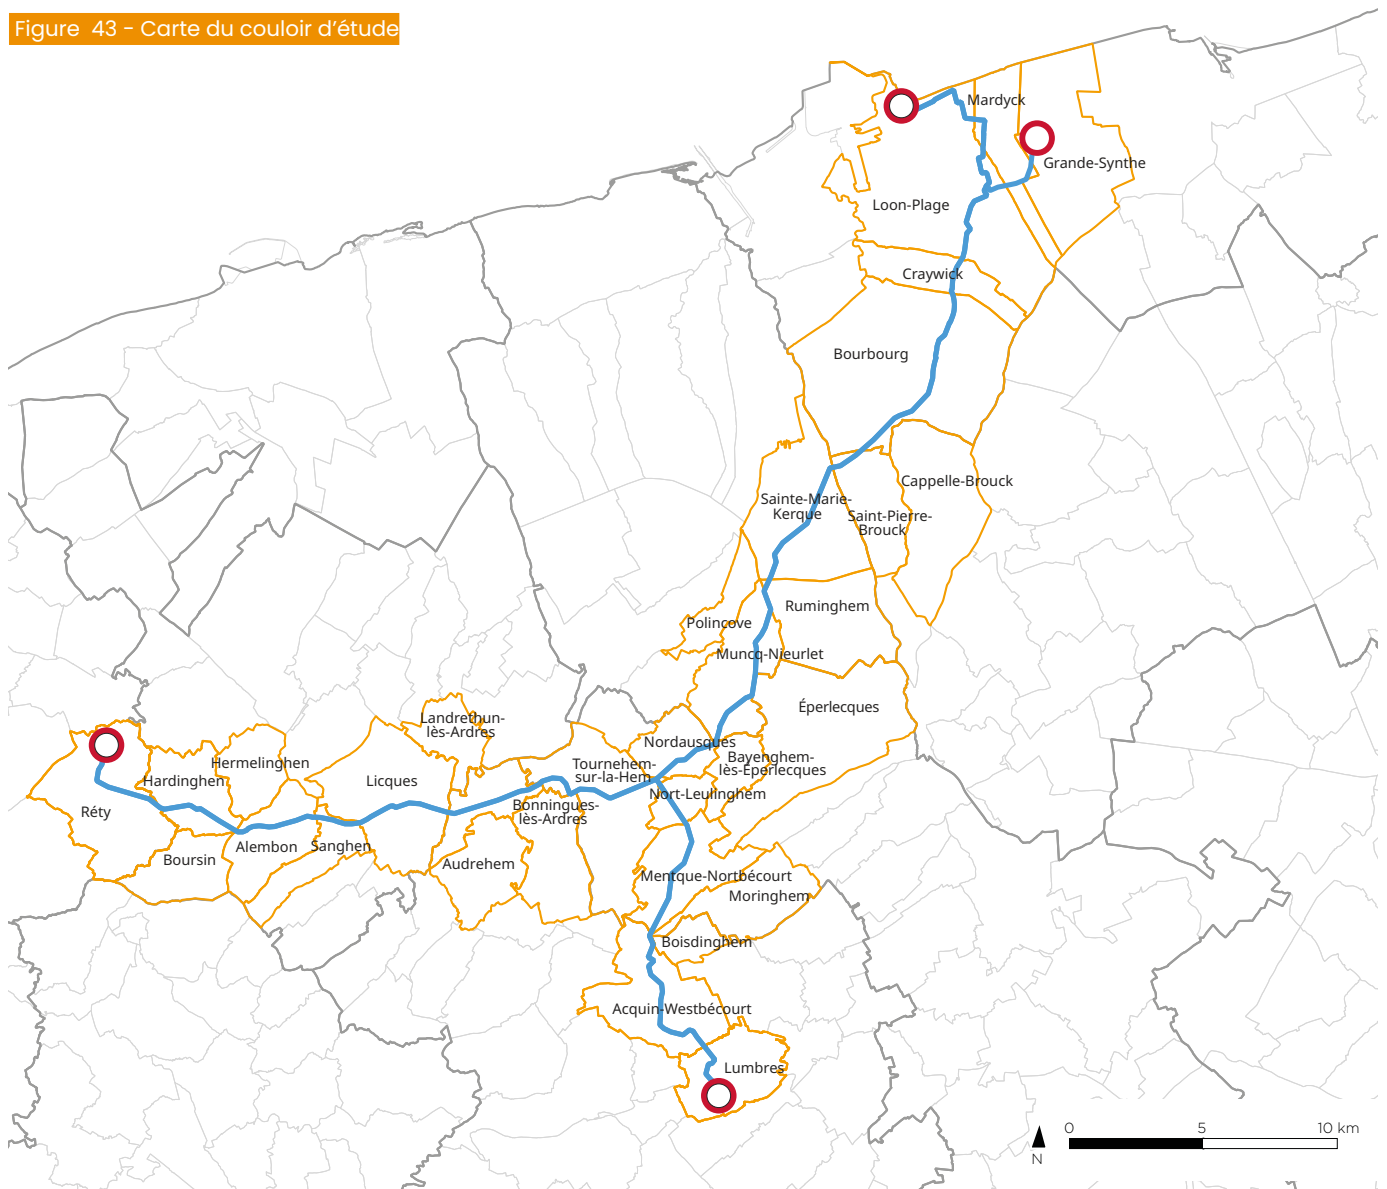 Figure 43 - Carte du couloir d'étude
Mardyck
Grande-Synthe
Loon-Plage
Craywick
Bourbourg
Cappelle-Brouck
Sainte-Marie-
Kerque
Saint-Pierre-
Brouck
Ruminghem
Polincove
Muncq-Nieurlet
Éperlecques
Landrethun-
lès-Ardres
Nordausques
Bayenghem-
lès-Éperlecques
Tournehem-
sur-la-Hem
Hermelinghen
Hardinghen
Licques
Nort-Leulinghem
Bonningues-
lès-Ardres
Réty
Boursin
Alembon
Sanghen
Audrehem
Mentque-Nortbécourt
Moringhem
Boisdinghem
Acquin-Westbécourt
Lumbres
0 5 10 km
N